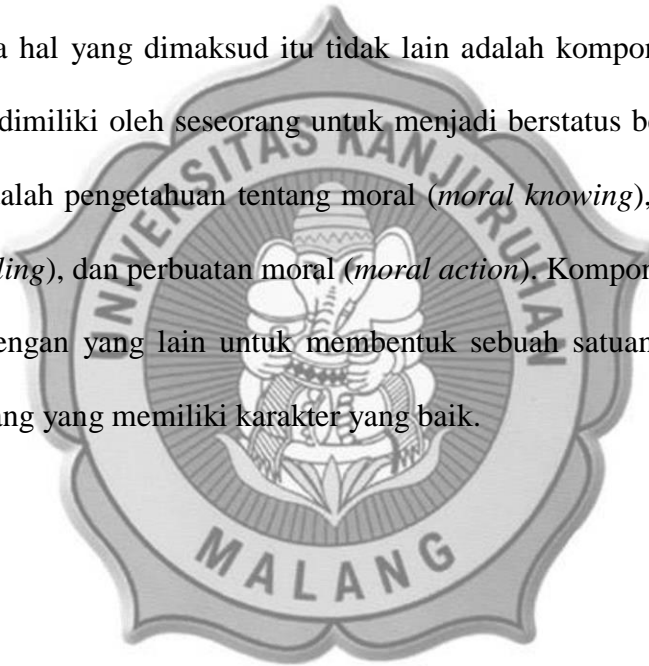 a hal yang dimaksud itu tidak lain adalah kompon
dimiliki oleh seseorang untuk menjadi berstatus be
alah pengetahuan tentang moral (moral knowing),
ling), dan perbuatan moral (moral action). Kompon
engan yang lain untuk membentuk sebuah satuan
ang yang memiliki karakter yang baik.
UNIVERSITAS KANJURUHAN
MALANG